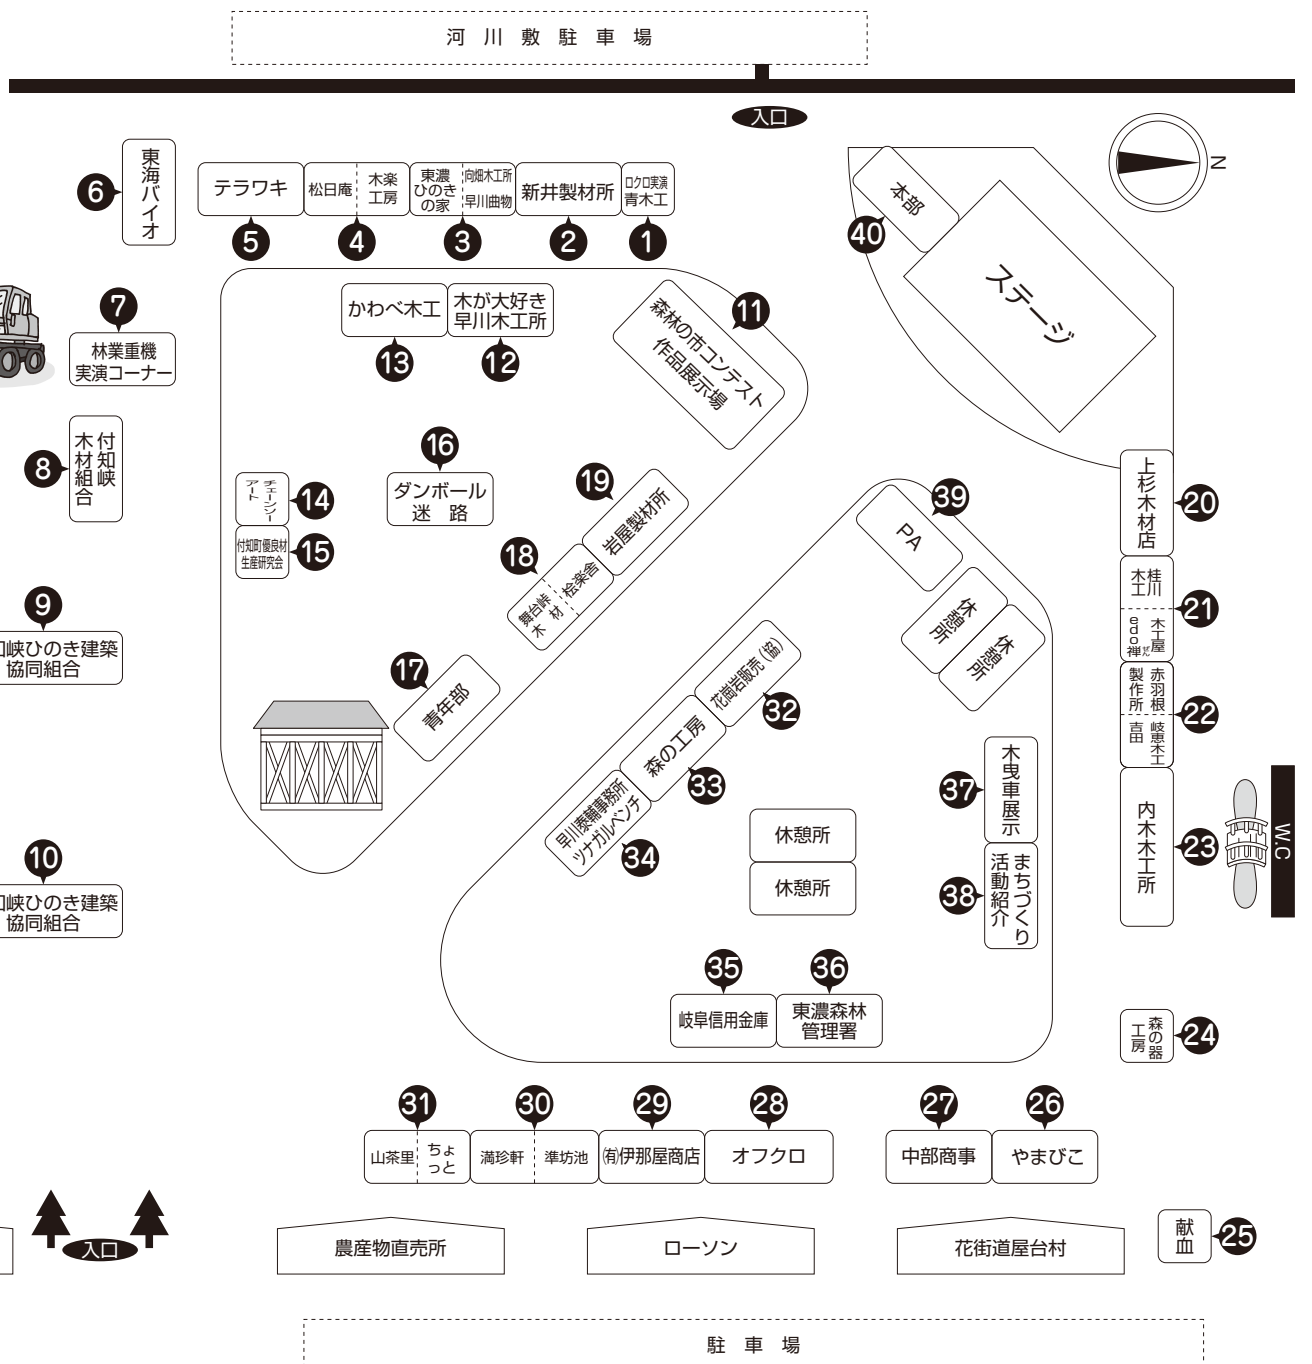 河川敷駐車場
入口
N
東海バイオ
6
テラワキ
5
松日庵
木楽
工房
4
東濃
ひのき
の家
向畑木工所
早川曲物
3
新井製材所
2
ロクロ実演
青木工
1
本部
40
ステージ
7
林業重機
実演コーナー
かわべ木工
13
木が大好き
早川木工所
12
11
森林の市コンテスト
作品展示場
8
付知峡
木材組合
チェーンソー
アート
14
付知町優良材
生産研究会
15
16
ダンボール
迷路
19
岩屋製材所
18
舞台峠
木材
桧楽舎
17
青年部
39
PA
休憩所
休憩所
上杉木材店
20
桂川
木工
木工屋
edo禅
ぜん
21
赤羽根
製作所
岐恵木工
吉田
22
内木木工所
23
W.C
9
峡ひのき建築
協同組合
10
峡ひのき建築
協同組合
花崗岩販売(協)
32
森の工房
33
早川泰輔事務所
ツナガルベンチ
34
休憩所
休憩所
木曳車展示
37
まちづくり
活動紹介
38
35
岐阜信用金庫
36
東濃森林
管理署
森の器
工房
24
31
山茶里
ちょ
っと
30
満珍軒
準坊池
29
㈲伊那屋商店
28
オフクロ
27
中部商事
26
やまびこ
献血
25
入口
農産物直売所
ローソン
花街道屋台村
駐車場